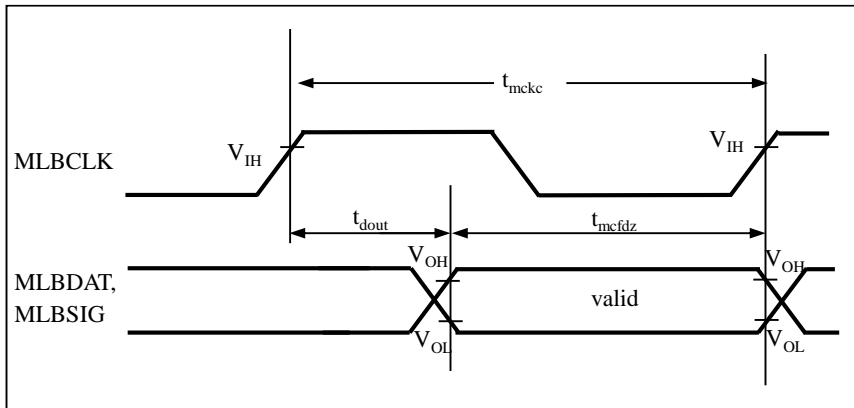 t_mckc
V_IH
V_IH
MLBCLK
t_dout
t_mcfdz
V_OH
V_OH
MLBDAT,
MLBSIG
valid
V_OL
V_OL